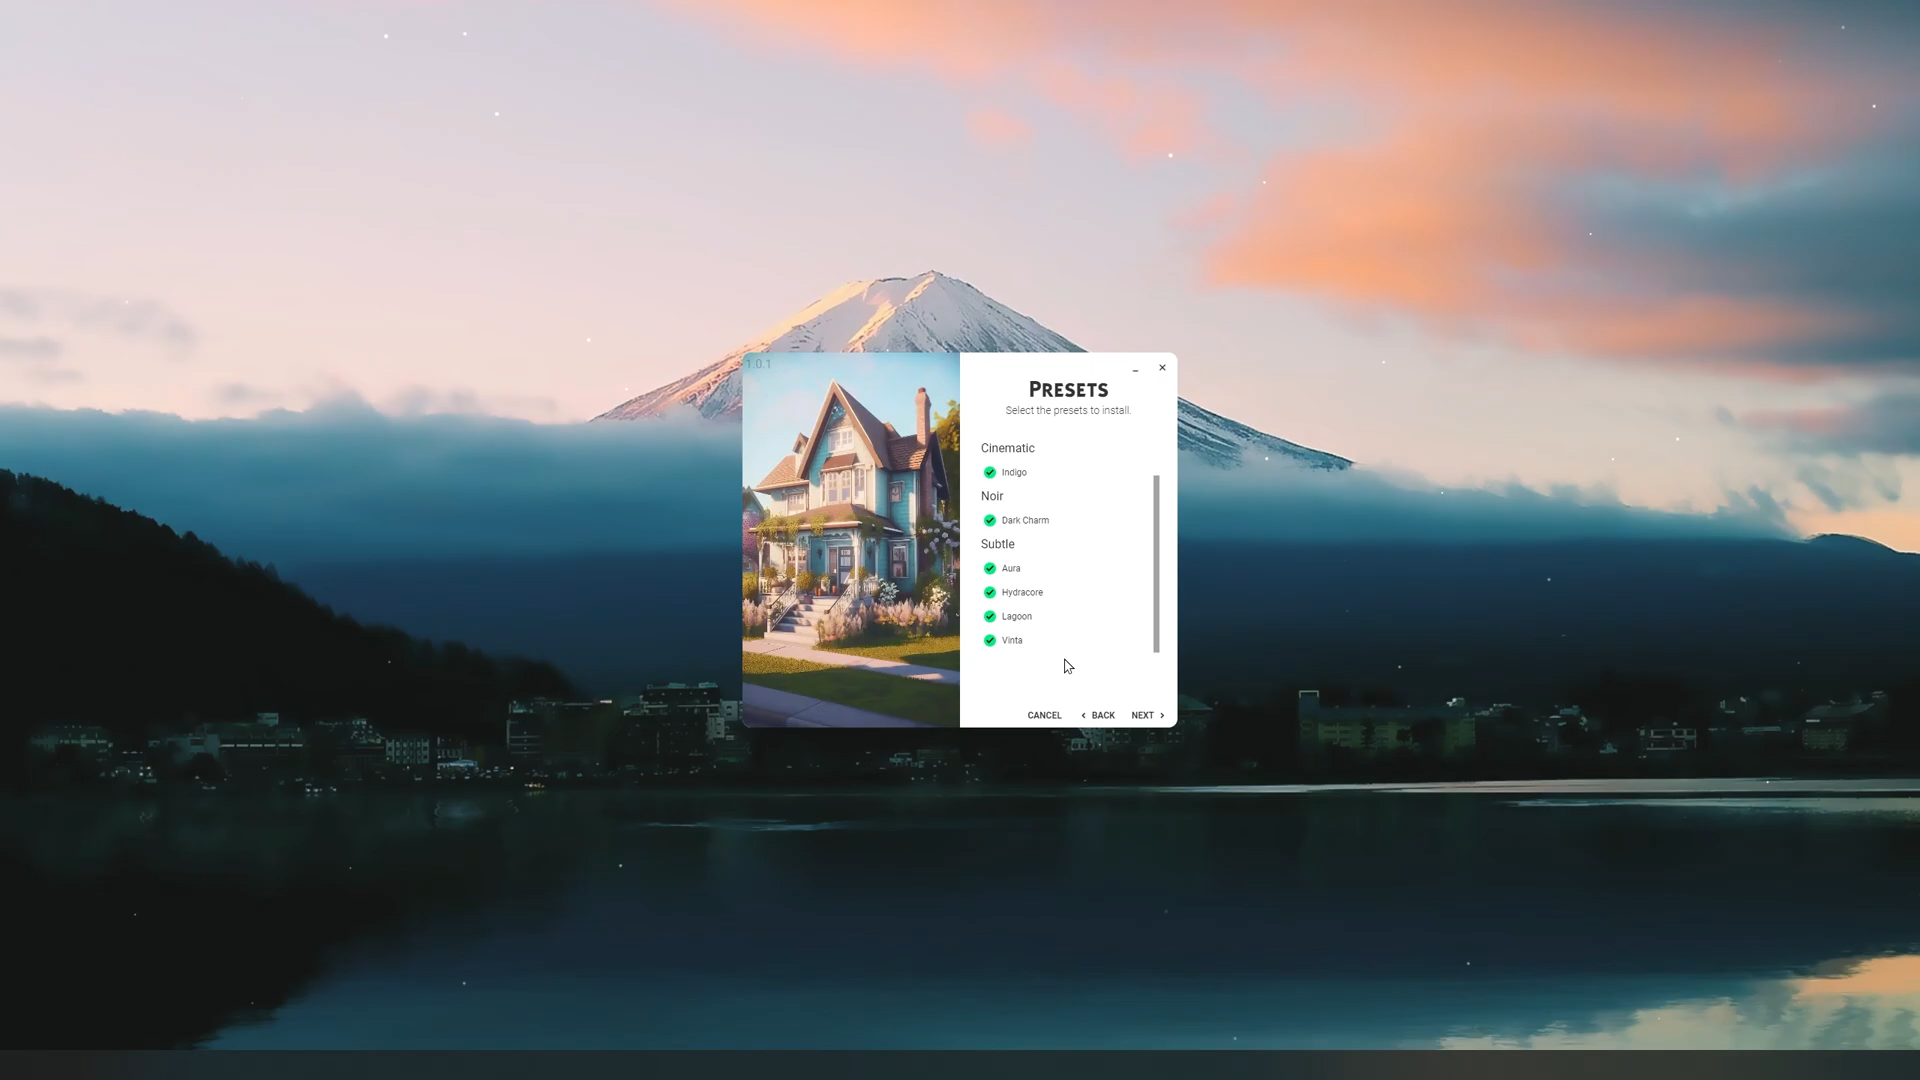 1.0.1
PRESETS
Select the presets to install.
Cinematic
Indigo
Noir
Dark Charm
Subtle
Aura
Hydracore
Lagoon
Vinta
CANCEL BACK NEXT